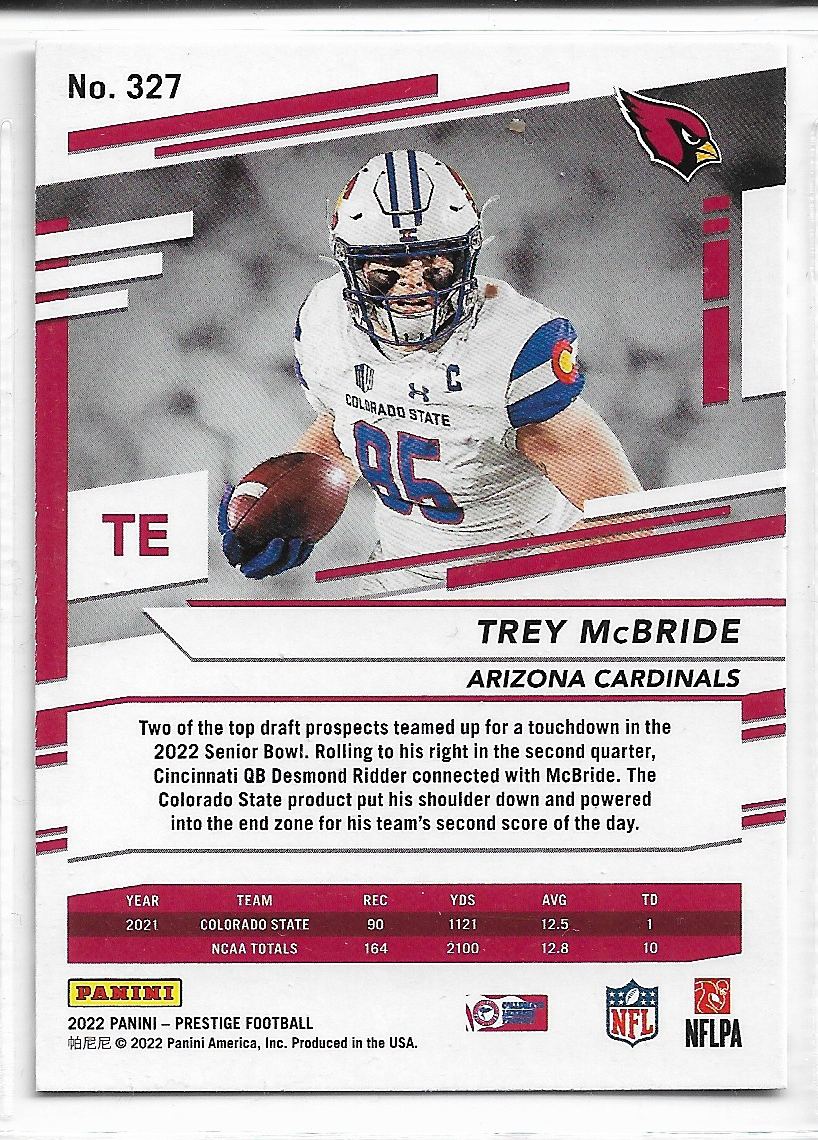 No. 327
C
COLORADO STATE
85
TE
TREY McBRIDE
ARIZONA CARDINALS
Two of the top draft prospects teamed up for a touchdown in the
2022 Senior Bowl. Rolling to his right in the second quarter,
Cincinnati QB Desmond Ridder connected with McBride. The
Colorado State product put his shoulder down and powered
into the end zone for his team's second score of the day.
YEAR TEAM REC YDS AVG TD
2021 COLORADO STATE 90 1121 12.5 1
NCAA TOTALS 164 2100 12.8 10
PANINI
2022 PANINI – PRESTIGE FOOTBALL
帕尼尼 © 2022 Panini America, Inc. Produced in the USA.
NFL
NFLPA